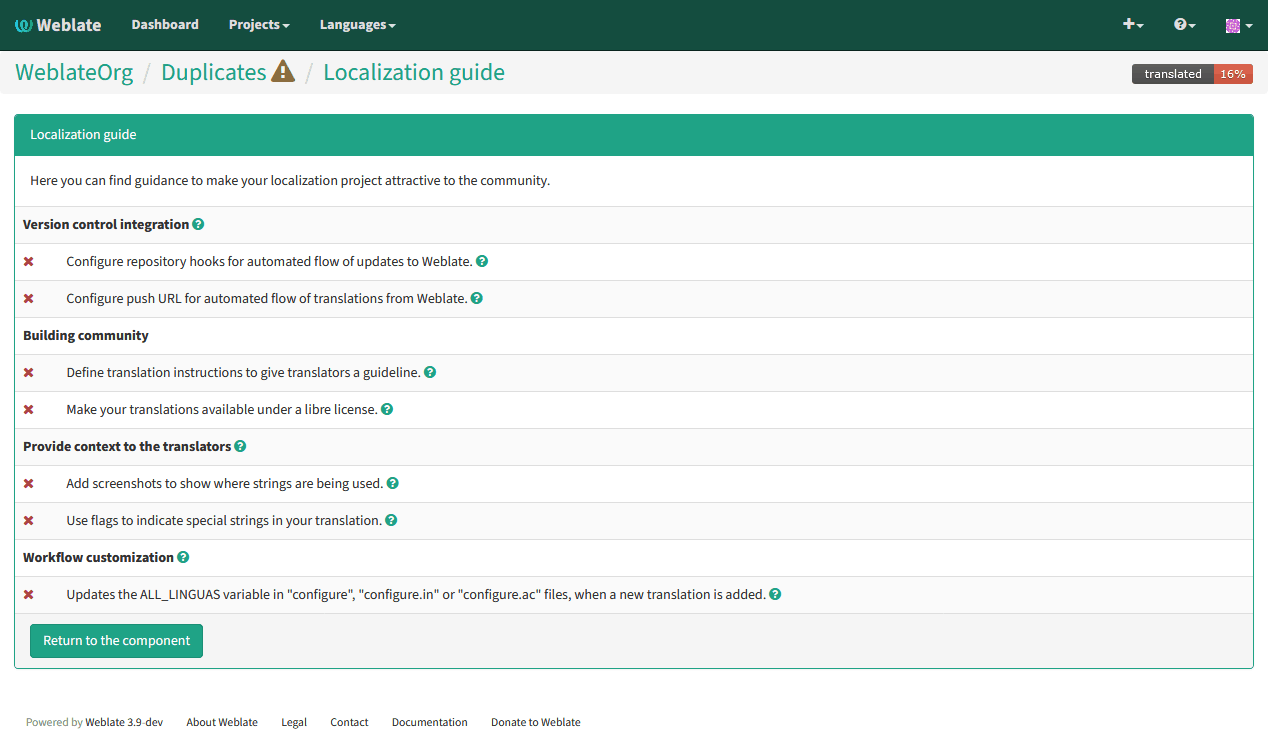 Weblate Dashboard Projects Languages
WeblateOrg / Duplicates / Localization guide translated 16%
Localization guide
Here you can find guidance to make your localization project attractive to the community.
Version control integration
Configure repository hooks for automated flow of updates to Weblate.
Configure push URL for automated flow of translations from Weblate.
Building community
Define translation instructions to give translators a guideline.
Make your translations available under a libre license.
Provide context to the translators
Add screenshots to show where strings are being used.
Use flags to indicate special strings in your translation.
Workflow customization
Updates the ALL_LINGUAS variable in "configure", "configure.in" or "configure.ac" files, when a new translation is added.
Return to the component
Powered by Weblate 3.9-dev About Weblate Legal Contact Documentation Donate to Weblate